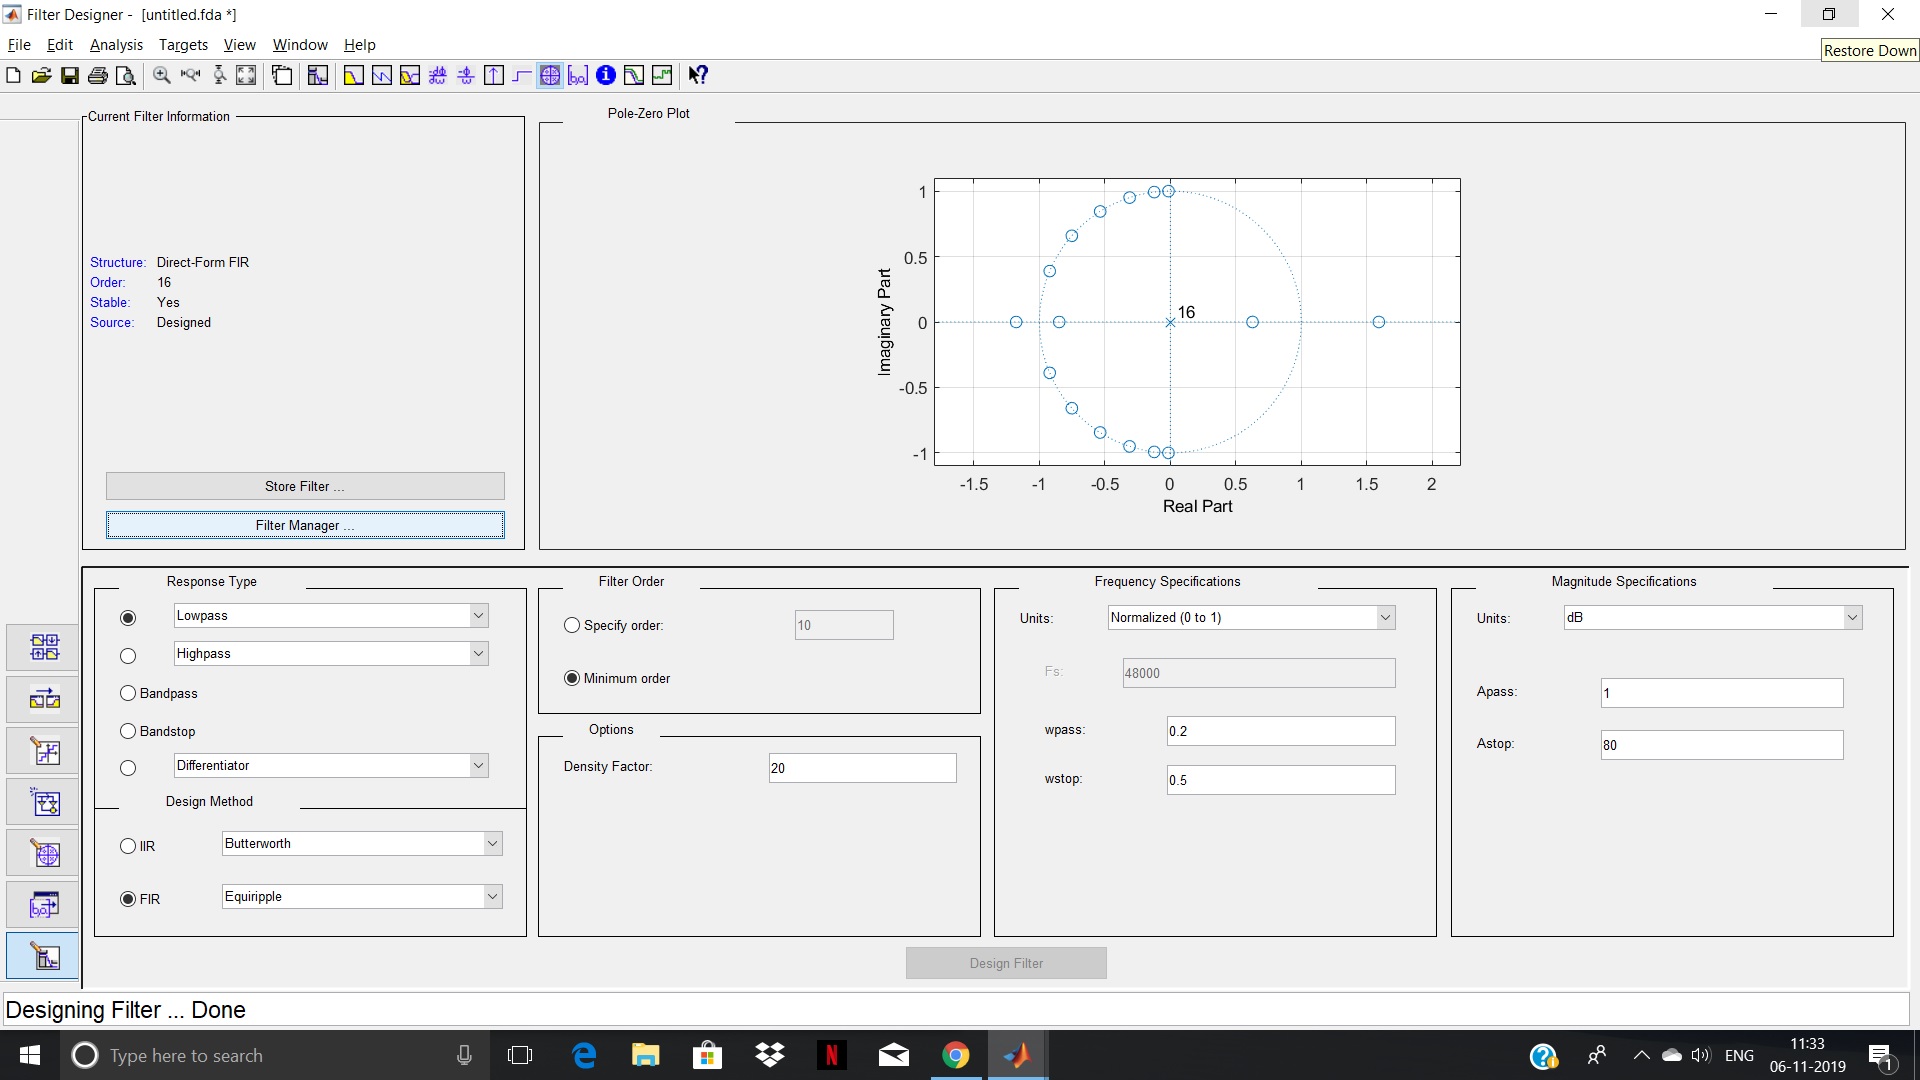 Filter Designer - [untitled.fda *]
File Edit Analysis Targets View Window Help
Restore Down
Current Filter Information
Structure: Direct-Form FIR
Order: 16
Stable: Yes
Source: Designed
Store Filter ...
Filter Manager ...
Pole-Zero Plot
1
0.5
0
-0.5
-1
Imaginary Part
16
-1.5 -1 -0.5 0 0.5 1 1.5 2
Real Part
Response Type
Lowpass
Highpass
Bandpass
Bandstop
Differentiator
Design Method
IIR Butterworth
FIR Equiripple
Filter Order
Specify order: 10
Minimum order
Options
Density Factor: 20
Frequency Specifications
Units: Normalized (0 to 1)
Fs: 48000
wpass: 0.2
wstop: 0.5
Magnitude Specifications
Units: dB
Apass: 1
Astop: 80
Design Filter
Designing Filter ... Done
Type here to search
ENG
11:33
06-11-2019
1